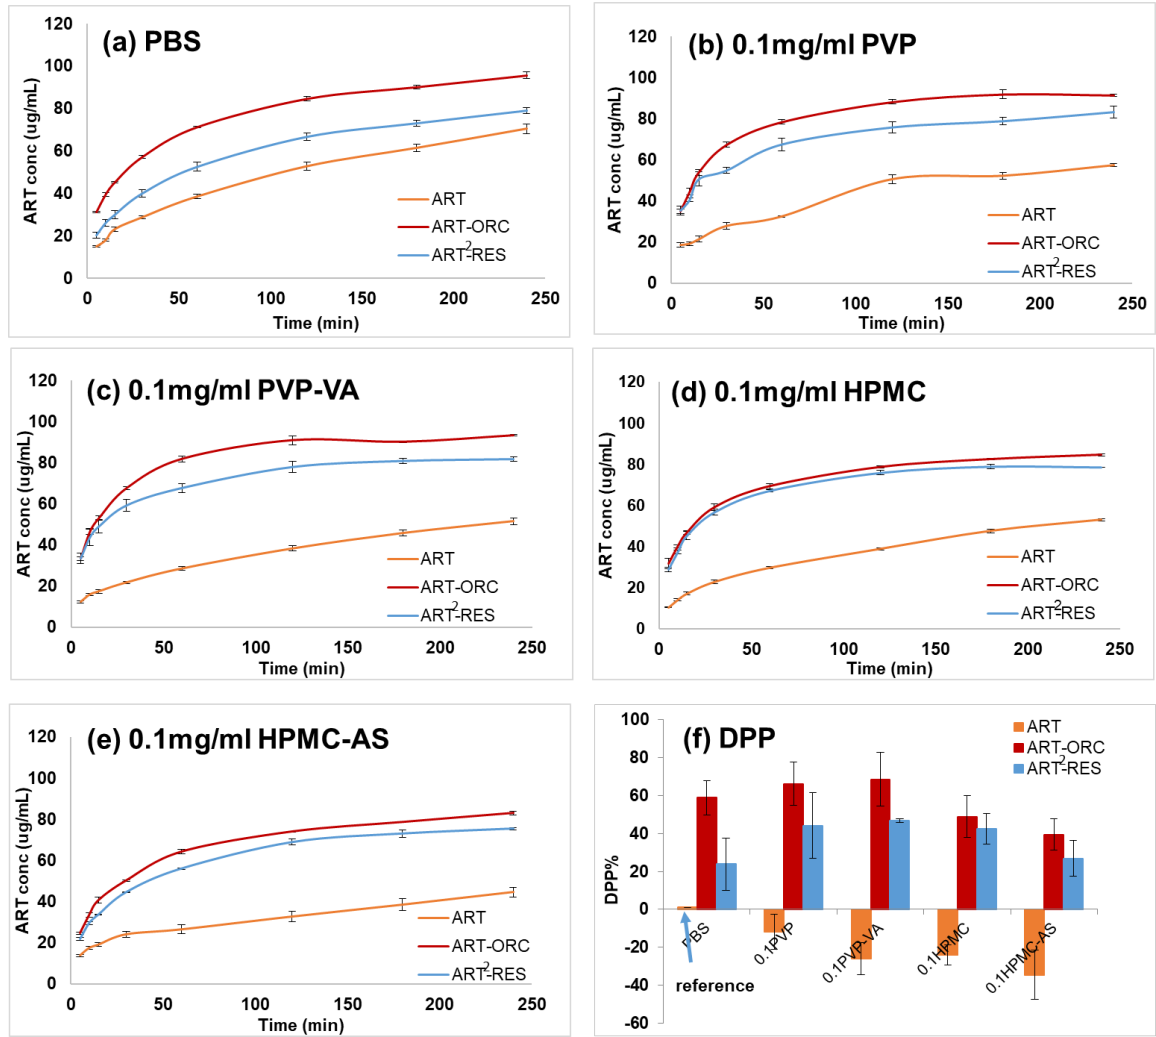 (a) PBS
ART conc (ug/mL)
120
100
80
60
40
20
0
0 50 100 150 200 250
Time (min)
ART
ART-ORC
ART2-RES
(b) 0.1mg/ml PVP
ART conc (ug/mL)
120
100
80
60
40
20
0
0 50 100 150 200 250
Time (min)
ART
ART-ORC
ART2-RES
(c) 0.1mg/ml PVP-VA
ART conc (ug/mL)
120
100
80
60
40
20
0
0 50 100 150 200 250
Time (min)
ART
ART-ORC
ART2-RES
(d) 0.1mg/ml HPMC
ART conc (ug/mL)
120
100
80
60
40
20
0
0 50 100 150 200 250
Time (min)
ART
ART-ORC
ART2-RES
(e) 0.1mg/ml HPMC-AS
ART conc (ug/mL)
120
100
80
60
40
20
0
0 50 100 150 200 250
Time (min)
ART
ART-ORC
ART2-RES
(f) DPP
DPP%
100
80
60
40
20
0
-20
-40
-60
ART
ART-ORC
ART2-RES
PBS
0.1PVP
0.1PVP-VA
0.1HPMC
0.1HPMC-AS
reference